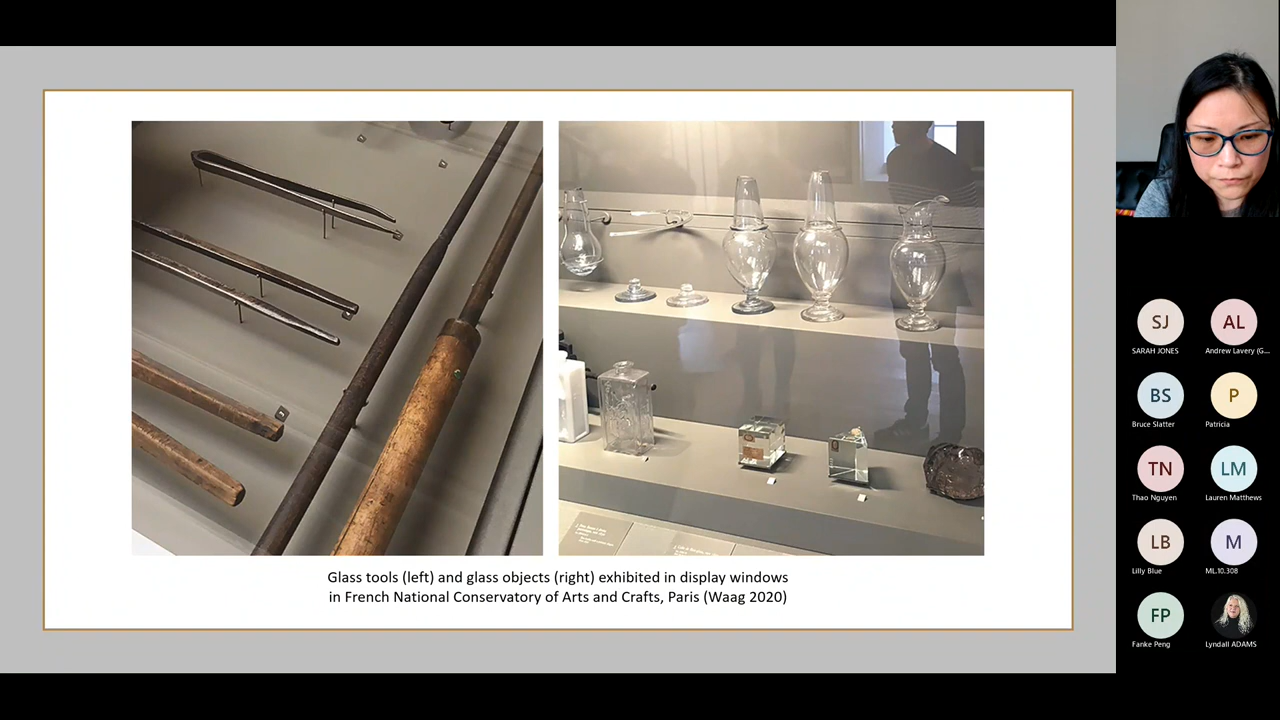 Glass tools (left) and glass objects (right) exhibited in display windows
in French National Conservatory of Arts and Crafts, Paris (Waag 2020)
SJ
SARAH JONES
AL
Andrew Lavery (G...
BS
Bruce Slatter
P
Patricia
TN
Thao Nguyen
LM
Lauren Matthews
LB
Lilly Blue
M
ML.10.308
FP
Fanke Peng
Lyndall ADAMS